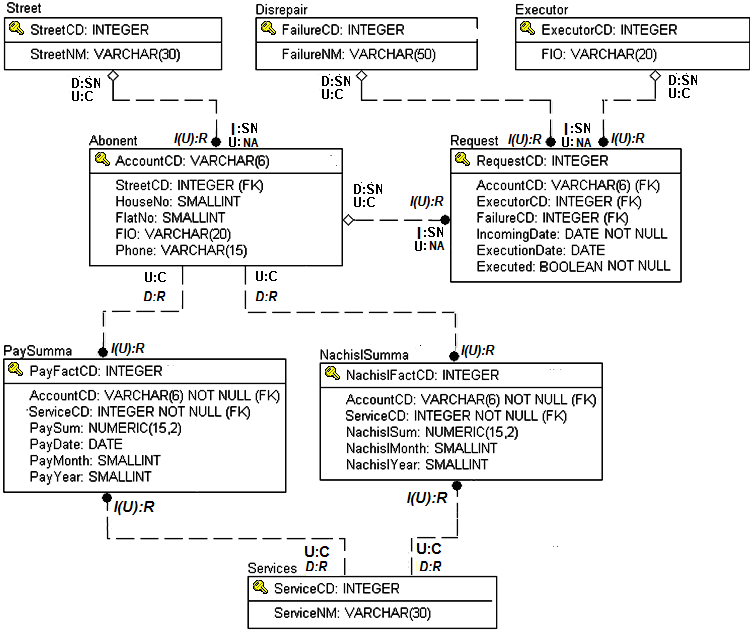 Street
StreetCD: INTEGER
StreetNM: VARCHAR(30)
Disrepair
FailureCD: INTEGER
FailureNM: VARCHAR(50)
Executor
ExecutorCD: INTEGER
FIO: VARCHAR(20)
D:SN
U:C
D:SN
U:C
D:SN
U:C
I(U):R
I:SN
U:NA
I(U):R
I:SN
U:NA
I(U):R
Abonent
AccountCD: VARCHAR(6)
StreetCD: INTEGER (FK)
HouseNo: SMALLINT
FlatNo: SMALLINT
FIO: VARCHAR(20)
Phone: VARCHAR(15)
D:SN
U:C
I(U):R
I:SN
U:NA
Request
RequestCD: INTEGER
AccountCD: VARCHAR(6) (FK)
ExecutorCD: INTEGER (FK)
FailureCD: INTEGER (FK)
IncomingDate: DATE NOT NULL
ExecutionDate: DATE
Executed: BOOLEAN NOT NULL
U:C
D:R
U:C
D:R
I(U):R
I(U):R
PaySumma
PayFactCD: INTEGER
AccountCD: VARCHAR(6) NOT NULL (FK)
ServiceCD: INTEGER NOT NULL (FK)
PaySum: NUMERIC(15,2)
PayDate: DATE
PayMonth: SMALLINT
PayYear: SMALLINT
NachislSumma
NachislFactCD: INTEGER
AccountCD: VARCHAR(6) NOT NULL (FK)
ServiceCD: INTEGER NOT NULL (FK)
NachislSum: NUMERIC(15,2)
NachislMonth: SMALLINT
NachislYear: SMALLINT
I(U):R
I(U):R
U:C
D:R
U:C
D:R
Services
ServiceCD: INTEGER
ServiceNM: VARCHAR(30)